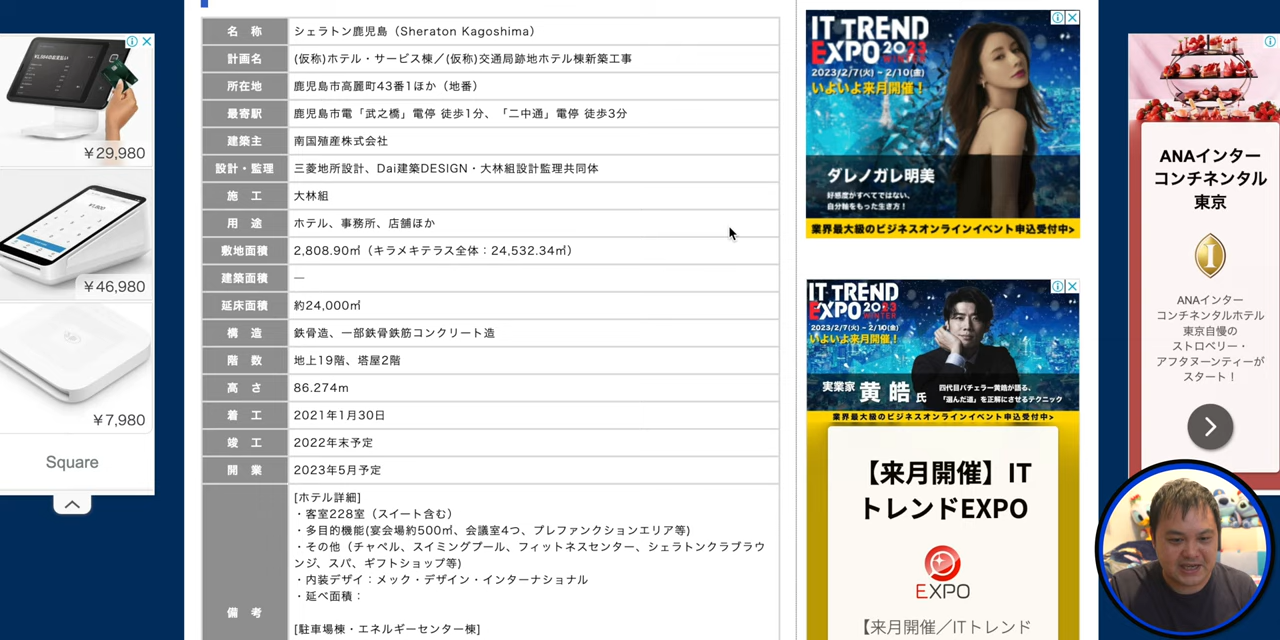 ¥29,980
¥46,980
¥7,980
Square
名 称 シェラトン鹿児島（Sheraton Kagoshima）
計画名 (仮称)ホテル・サービス棟／(仮称)交通局跡地ホテル棟新築工事
所在地 鹿児島市高麗町43番1ほか（地番）
最寄駅 鹿児島市電「武之橋」電停 徒歩1分、「二中通」電停 徒歩3分
建築主 南国殖産株式会社
設計・監理 三菱地所設計、Dai建築DESIGN・大林組設計監理共同体
施 工 大林組
用 途 ホテル、事務所、店舗ほか
敷地面積 2,808.90㎡（キラメキテラス全体：24,532.34㎡）
建築面積 ―
延床面積 約24,000㎡
構 造 鉄骨造、一部鉄骨鉄筋コンクリート造
階 数 地上19階、塔屋2階
高 さ 86.274m
着 工 2021年1月30日
竣 工 2022年末予定
開 業 2023年5月予定
備 考
[ホテル詳細]
・客室228室（スイート含む）
・多目的機能(宴会場約500㎡、会議室4つ、プレファンクションエリア等)
・その他（チャペル、スイミングプール、フィットネスセンター、シェラトンクラブラウ
ンジ、スパ、ギフトショップ等)
・内装デザイ：メック・デザイン・インターナショナル
・延べ面積：
[駐車場棟・エネルギーセンター棟]
IT TREND
EXPO 2023
WINTER
2023/2/7(火) ~ 2/10(金)
いよいよ来月開催！
ダレノガレ明美
好感度がすべてではない、
自分軸をもった生き方！
業界最大級のビジネスオンラインイベント申込受付中>
IT TREND
EXPO 2023
WINTER
2023/2/7(火) ~ 2/10(金)
いよいよ来月開催！
実業家 黄 皓 氏
四代目バチェラー黄皓が語る、
「選んだ道」を正解にさせるテクニック
業界最大級のビジネスオンラインイベント申込受付中>
【来月開催】IT
トレンドEXPO
EXPO
【来月開催／ITトレンド
ANAインター
コンチネンタル
東京
ANAインター
コンチネンタルホテル
東京自慢の
ストロベリー・
アフタヌーンティーが
スタート！